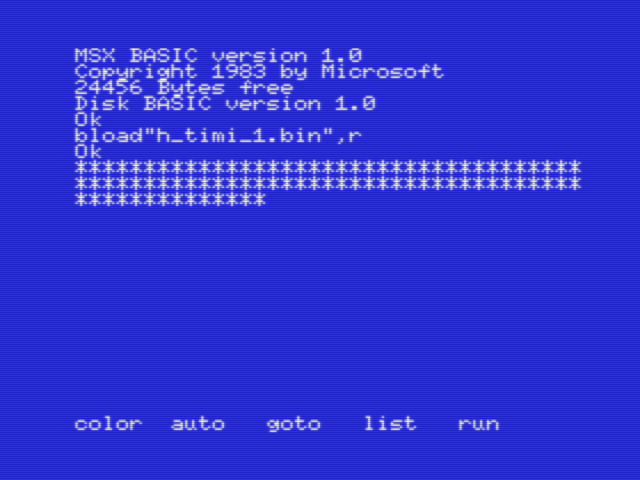 MSX BASIC version 1.0
Copyright 1983 by Microsoft
24456 Bytes free
Disk BASIC version 1.0
Ok
bload"h_timi_1.bin",r
Ok
*************************************
*************************************
**************
color auto goto list run